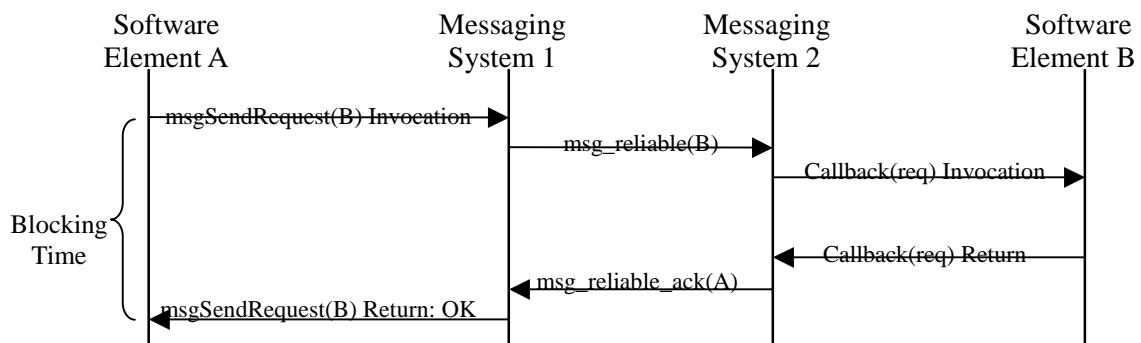 Software
Element A
Messaging
System 1
Messaging
System 2
Software
Element B
msgSendRequest(B) Invocation
msg_reliable(B)
Callback(req) Invocation
Blocking
Time
Callback(req) Return
msg_reliable_ack(A)
msgSendRequest(B) Return: OK